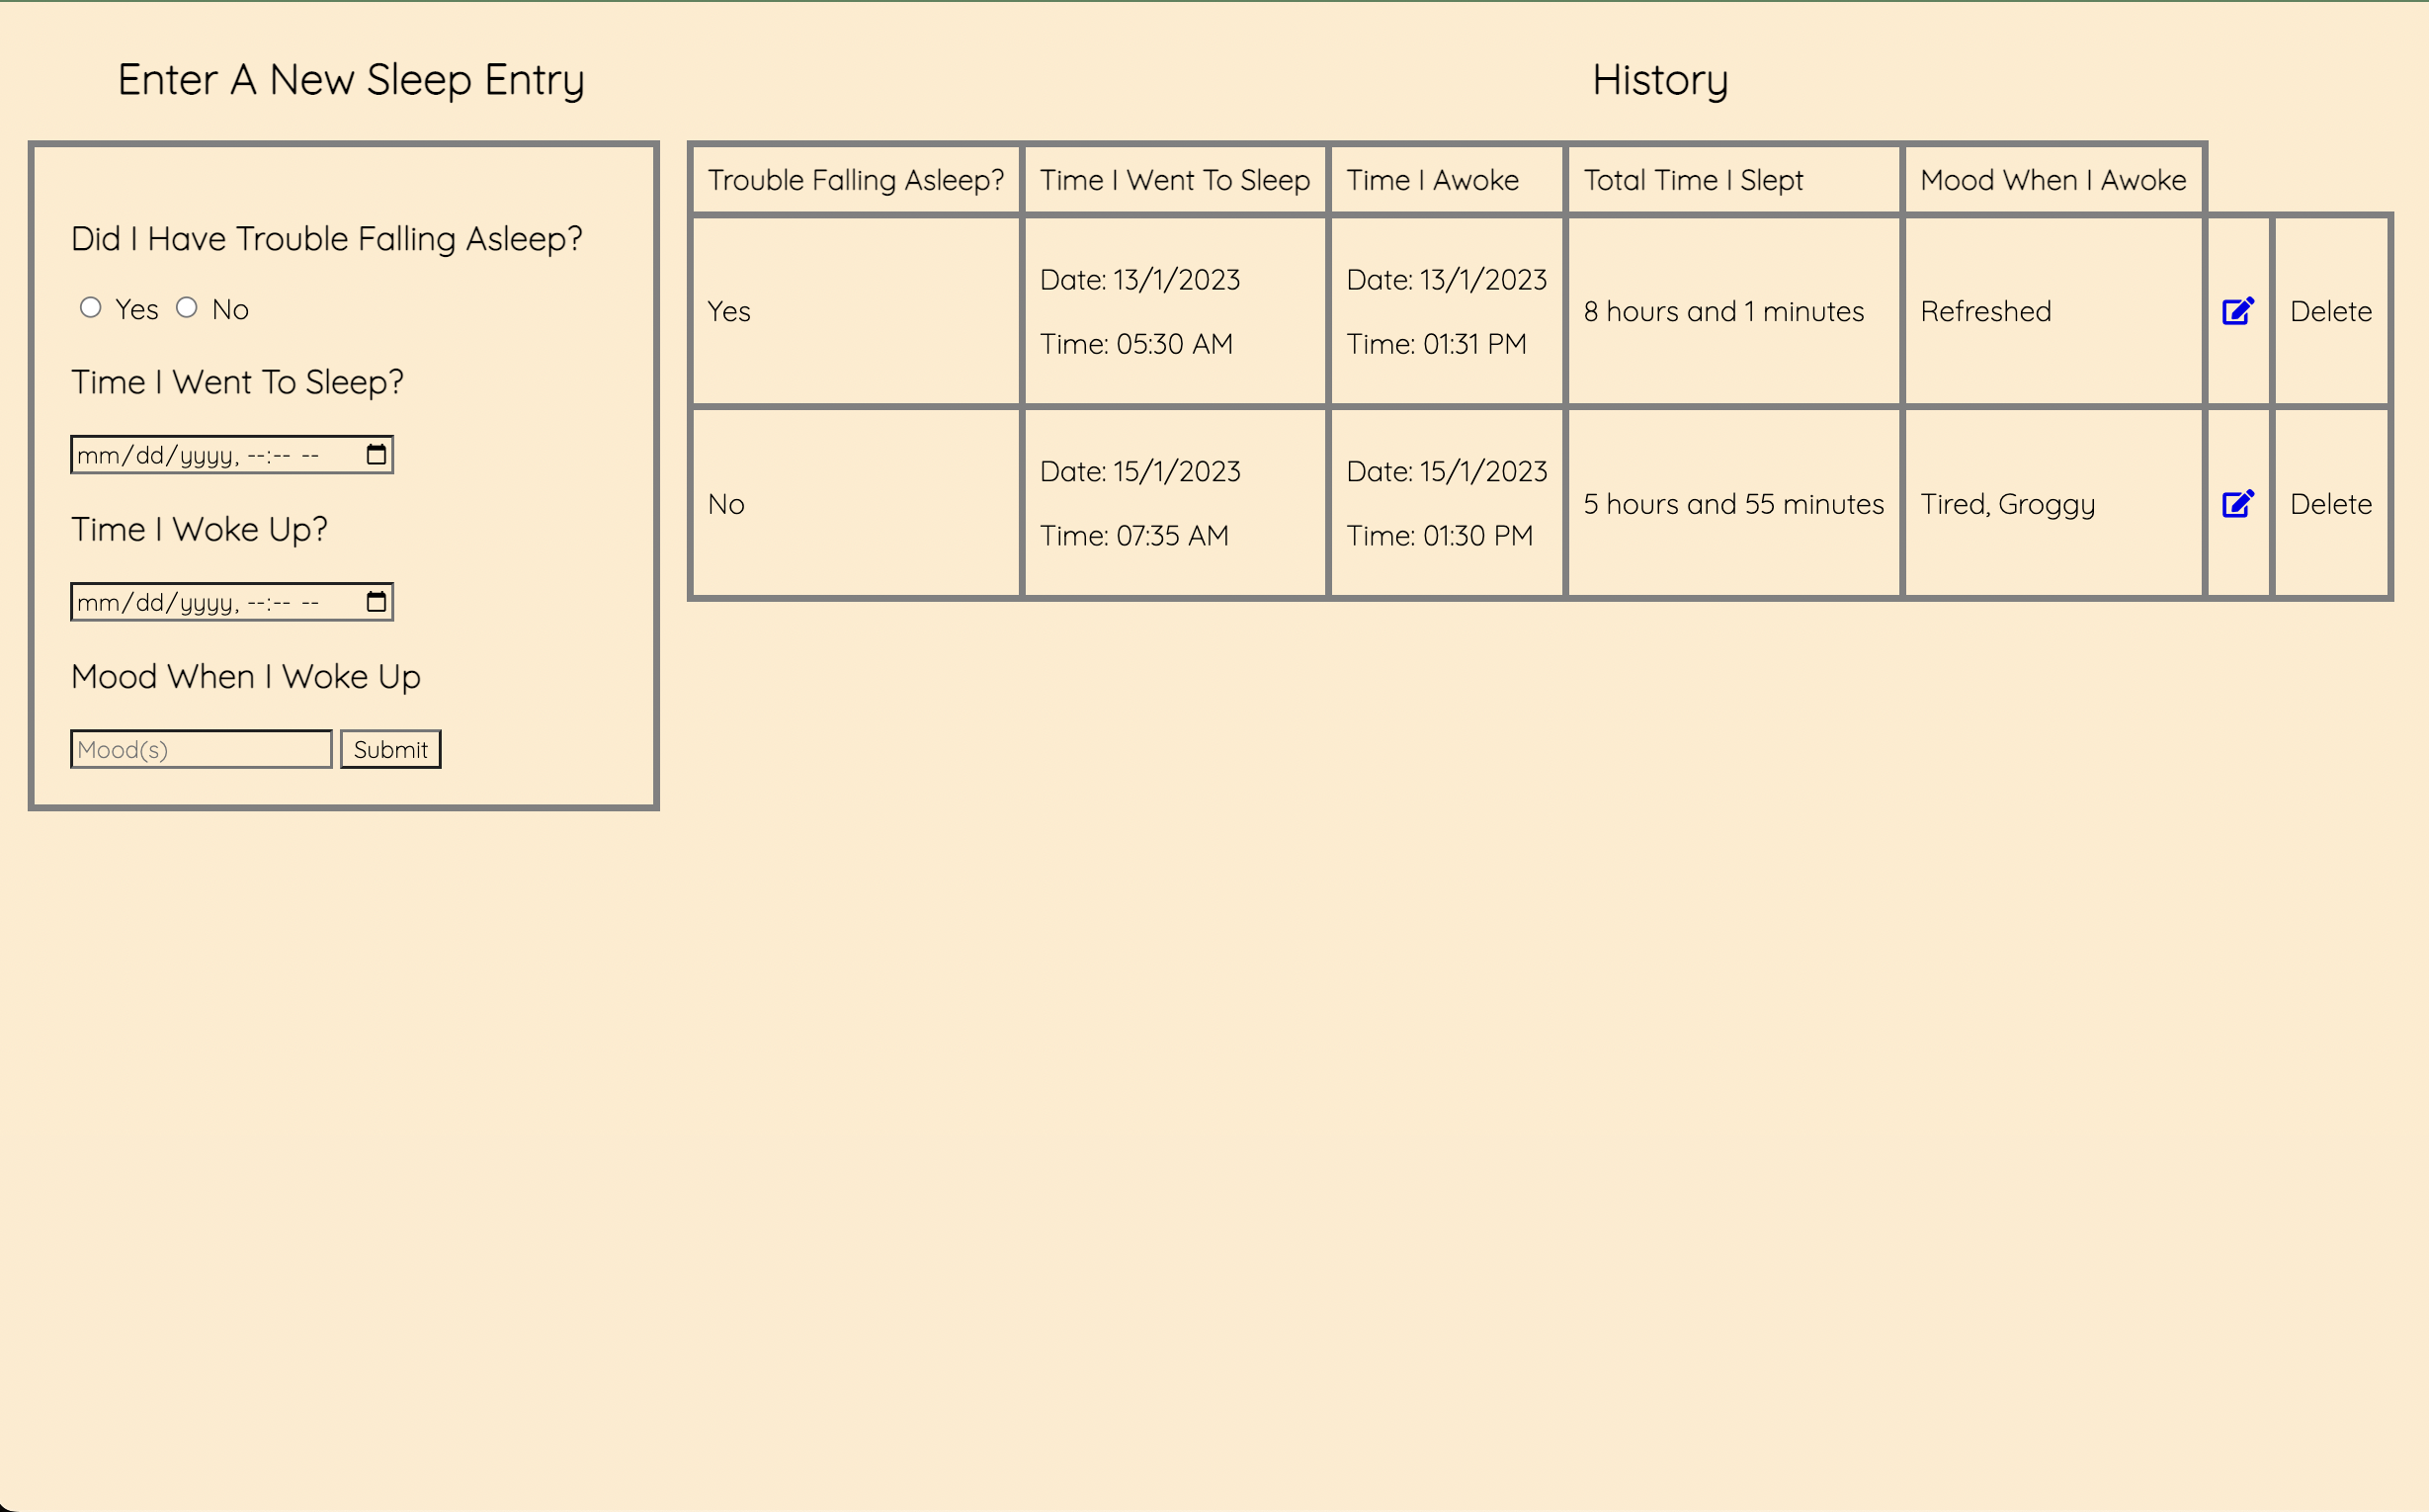 Enter A New Sleep Entry
Did I Have Trouble Falling Asleep?
Yes No
Time I Went To Sleep?
mm/dd/yyyy, --:-- --
Time I Woke Up?
mm/dd/yyyy, --:-- --
Mood When I Woke Up
Mood(s) Submit
History
Trouble Falling Asleep? Time I Went To Sleep Time I Awoke Total Time I Slept Mood When I Awoke
Yes Date: 13/1/2023 Time: 05:30 AM Date: 13/1/2023 Time: 01:31 PM 8 hours and 1 minutes Refreshed Delete
No Date: 15/1/2023 Time: 07:35 AM Date: 15/1/2023 Time: 01:30 PM 5 hours and 55 minutes Tired, Groggy Delete